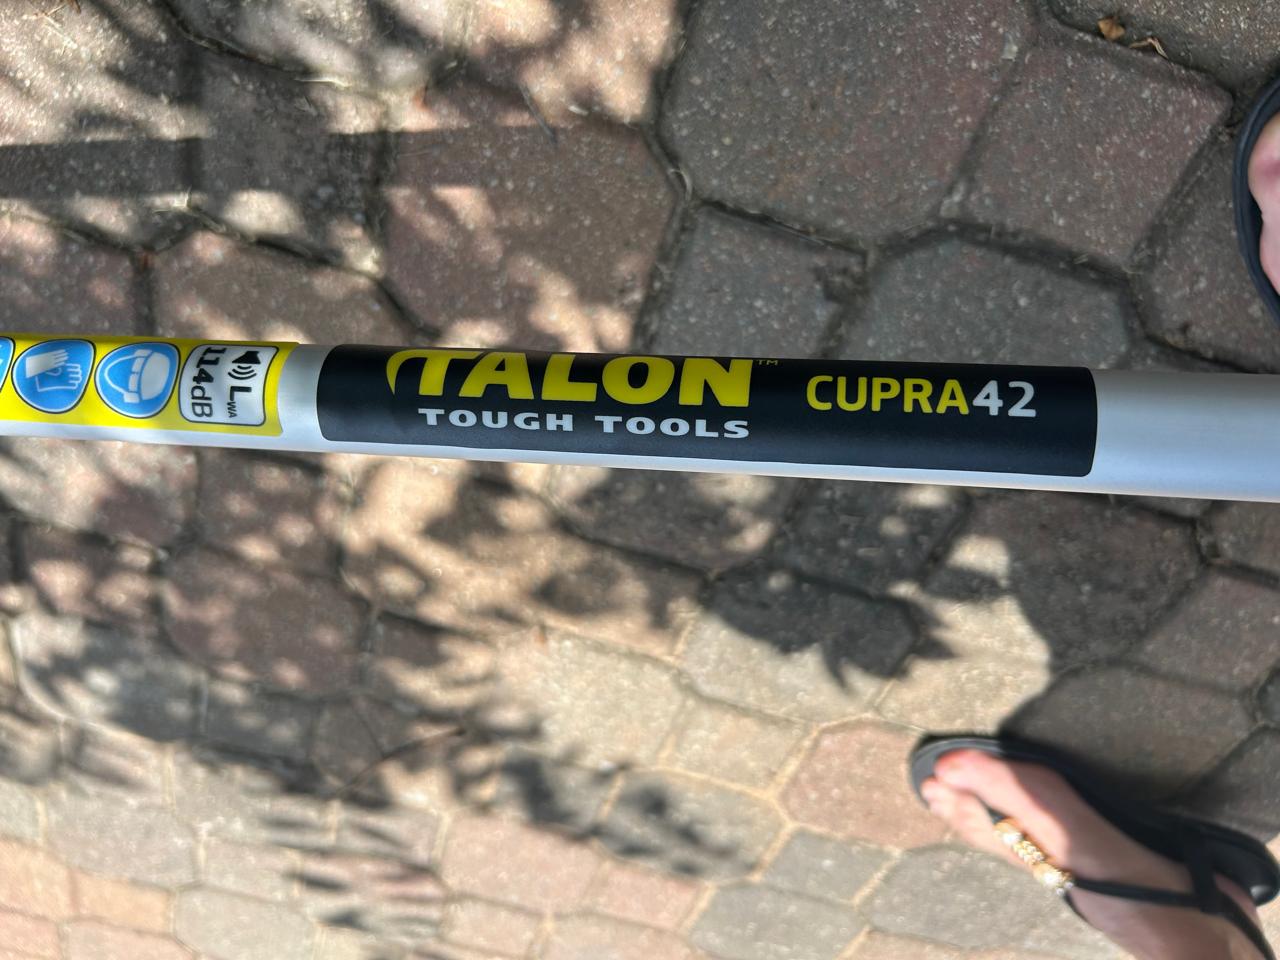 LWA
114dB
TALON™
TOUGH TOOLS
CUPRA42